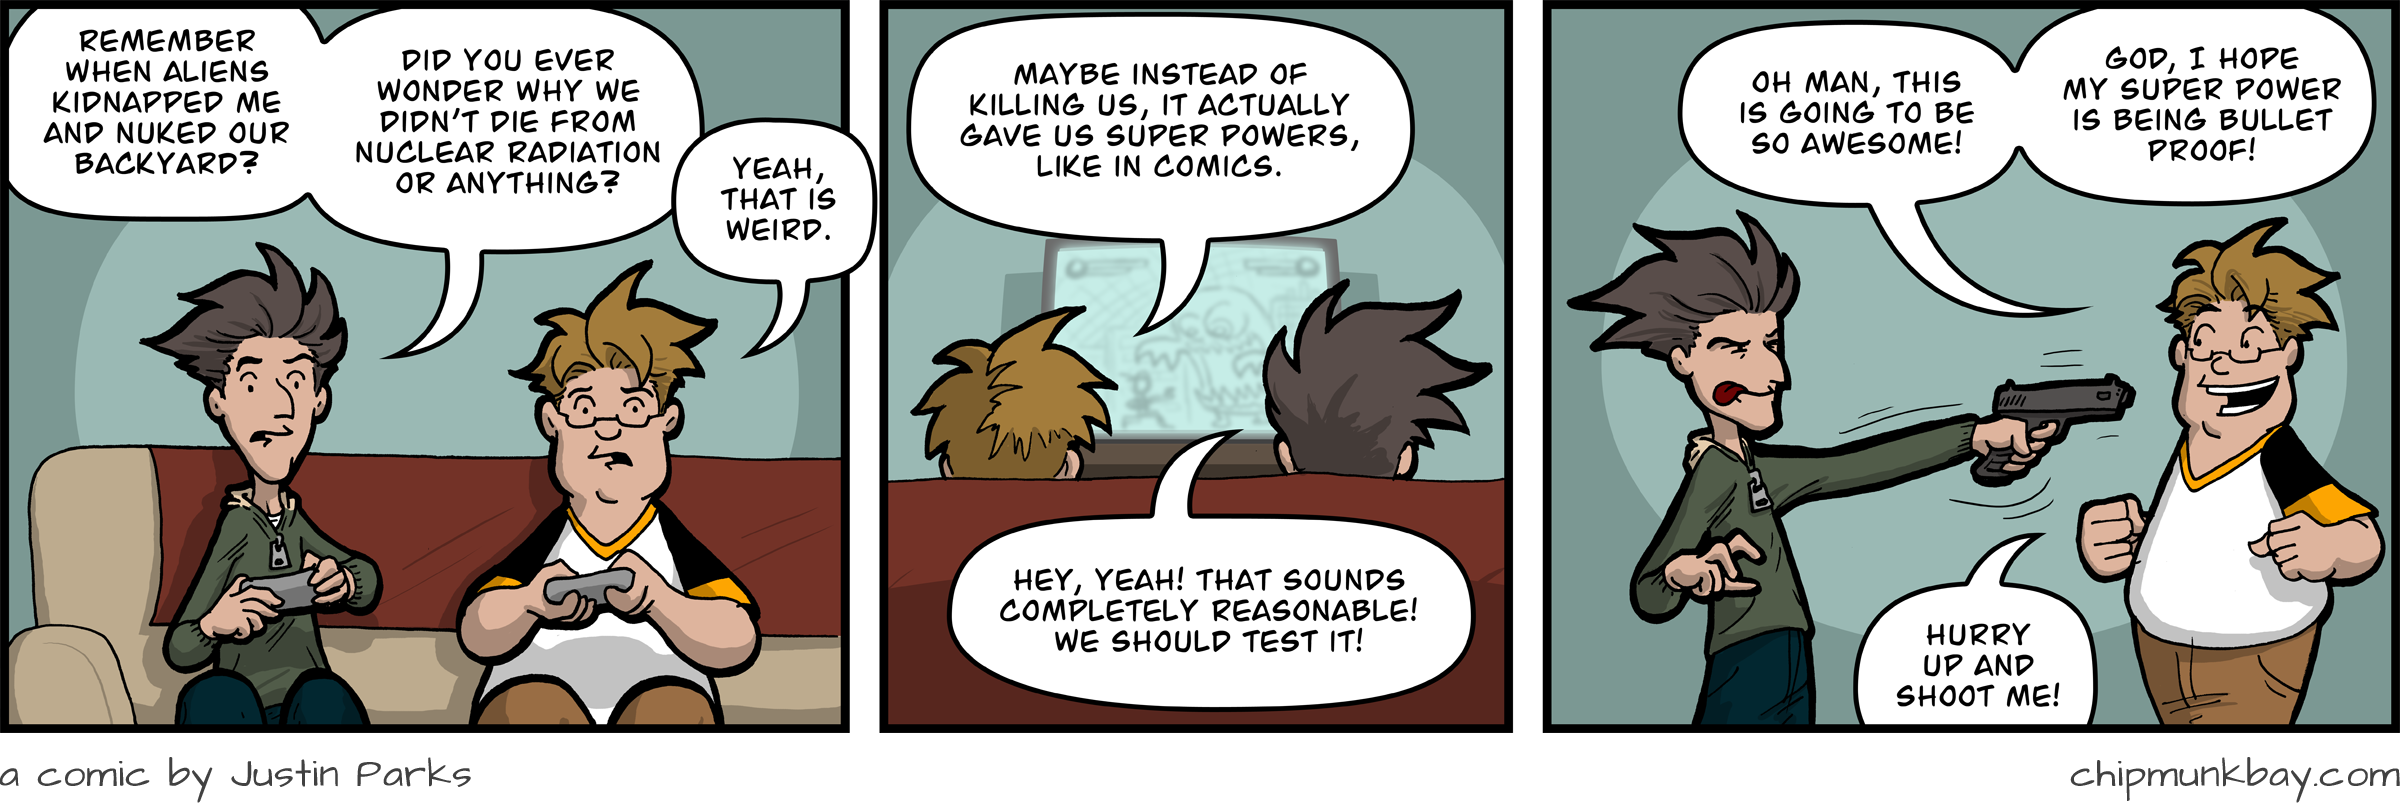 REMEMBER
WHEN ALIENS
KIDNAPPED ME
AND NUKED OUR
BACKYARD?
DID YOU EVER
WONDER WHY WE
DIDN'T DIE FROM
NUCLEAR RADIATION
OR ANYTHING?
YEAH,
THAT IS
WEIRD.
MAYBE INSTEAD OF
KILLING US, IT ACTUALLY
GAVE US SUPER POWERS,
LIKE IN COMICS.
HEY, YEAH! THAT SOUNDS
COMPLETELY REASONABLE!
WE SHOULD TEST IT!
OH MAN, THIS
IS GOING TO BE
SO AWESOME!
GOD, I HOPE
MY SUPER POWER
IS BEING BULLET
PROOF!
HURRY
UP AND
SHOOT ME!
a comic by Justin Parks
chipmunkbay.com